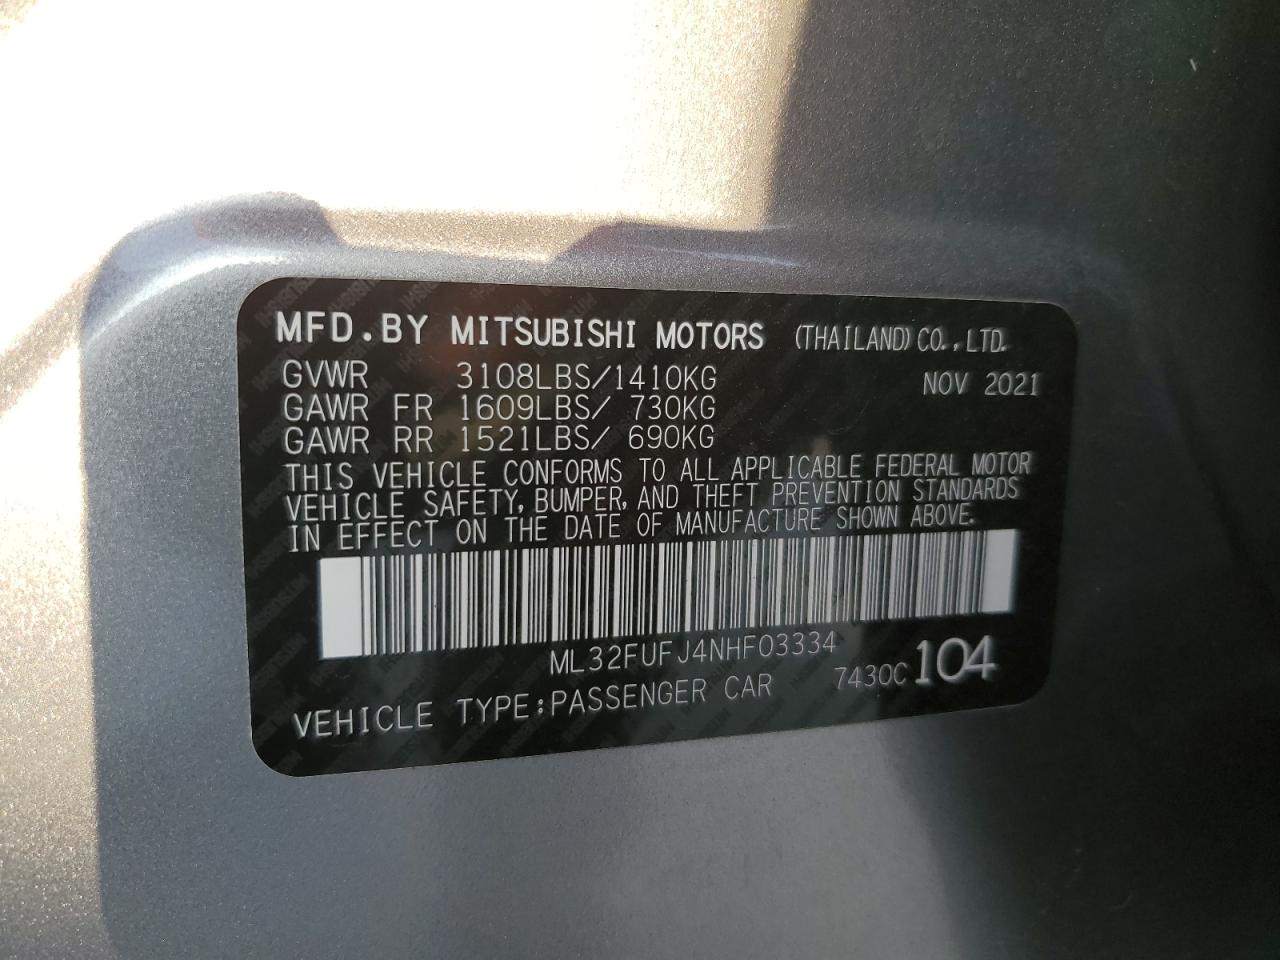 MFD.BY MITSUBISHI MOTORS (THAILAND) CO.,LTD.
GVWR 3108LBS/1410KG NOV 2021
GAWR FR 1609LBS/ 730KG
GAWR RR 1521LBS/ 690KG
THIS VEHICLE CONFORMS TO ALL APPLICABLE FEDERAL MOTOR
VEHICLE SAFETY, BUMPER, AND THEFT PREVENTION STANDARDS
IN EFFECT ON THE DATE OF MANUFACTURE SHOWN ABOVE.
ML32FUFJ4NHF03334
7430C 104
VEHICLE TYPE:PASSENGER CAR